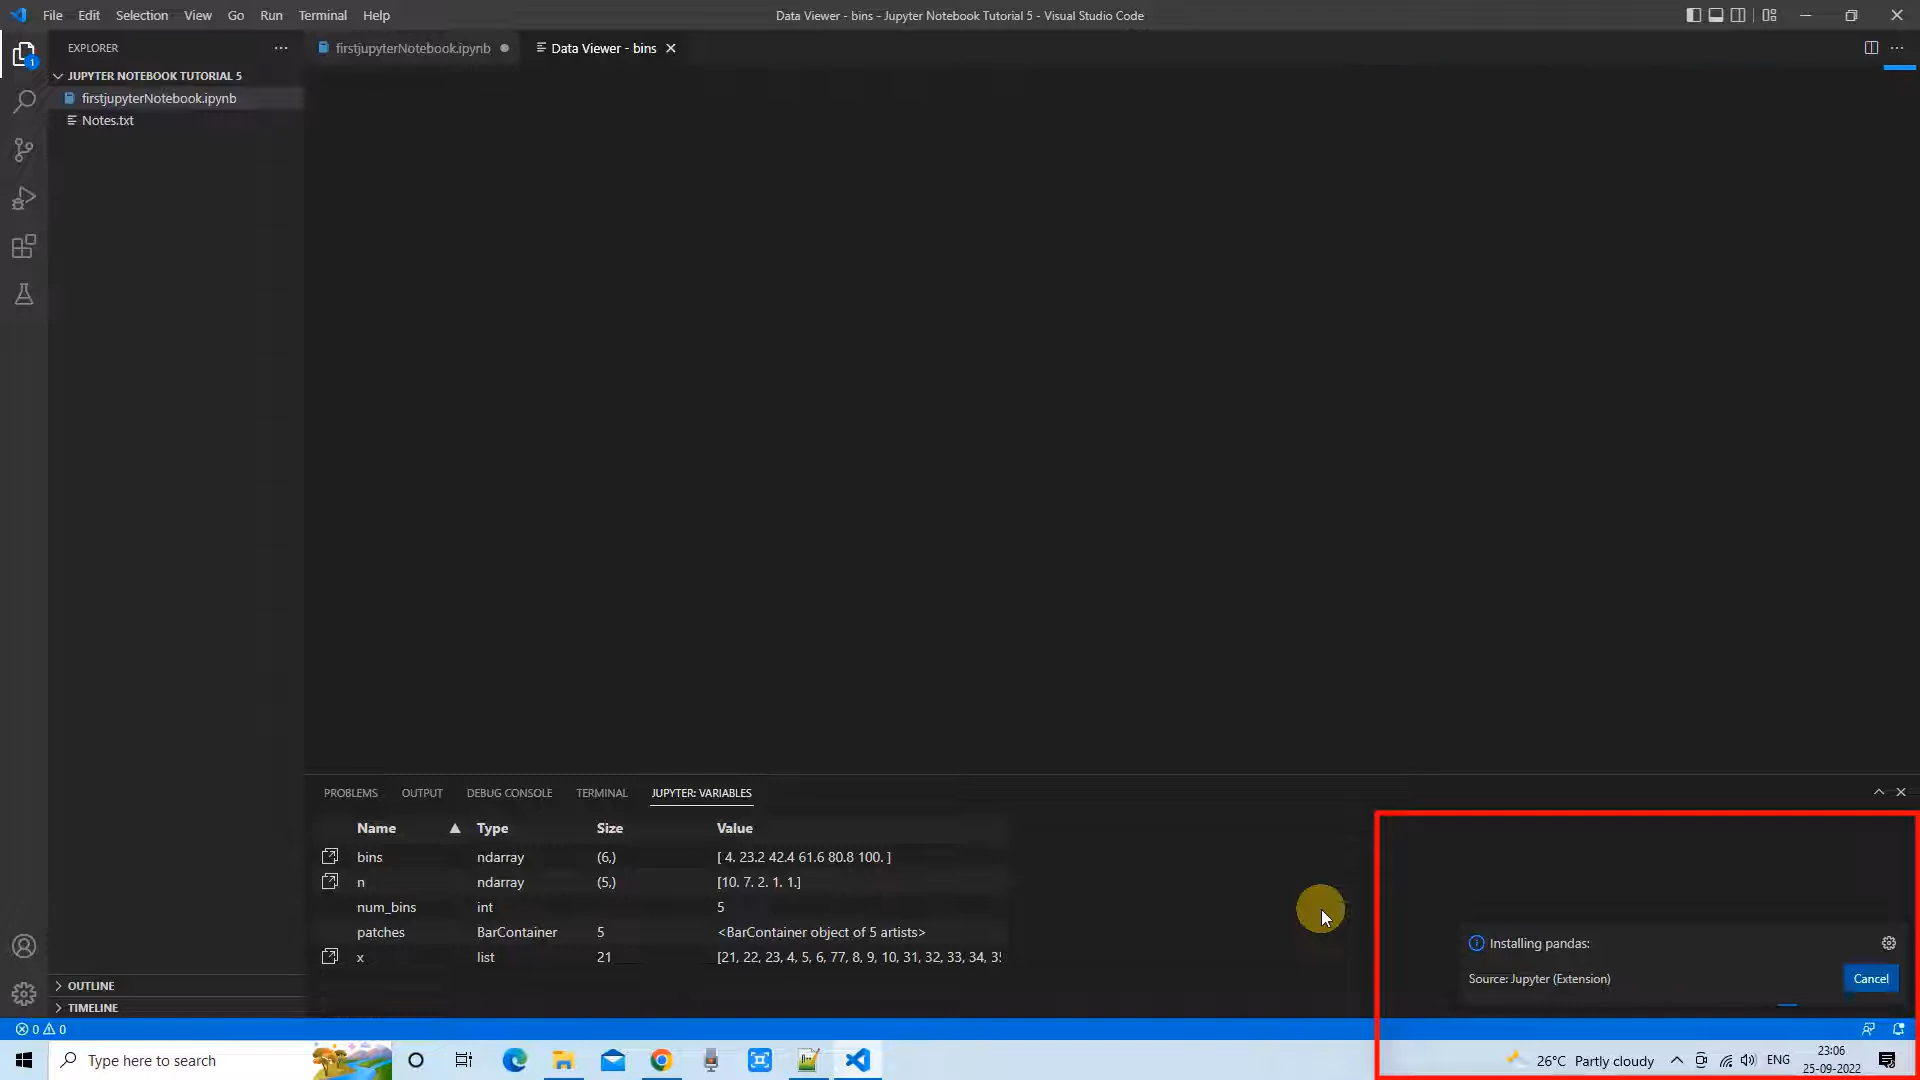 File Edit Selection View Go Run Terminal Help
Data Viewer - bins - Jupyter Notebook Tutorial 5 - Visual Studio Code
EXPLORER
firstjupyterNotebook.ipynb
Data Viewer - bins
1
JUPYTER NOTEBOOK TUTORIAL 5
firstjupyterNotebook.ipynb
Notes.txt
PROBLEMS OUTPUT DEBUG CONSOLE TERMINAL JUPYTER: VARIABLES
Name Type Size Value
bins ndarray (6,) [ 4. 23.2 42.4 61.6 80.8 100. ]
n ndarray (5,) [10. 7. 2. 1. 1.]
num_bins int 5
patches BarContainer 5 <BarContainer object of 5 artists>
x list 21 [21, 22, 23, 4, 5, 6, 77, 8, 9, 10, 31, 32, 33, 34, 35
Installing pandas:
Source: Jupyter (Extension)
Cancel
OUTLINE
TIMELINE
0 0
Type here to search
26°C Partly cloudy
ENG
23:06
25-09-2022